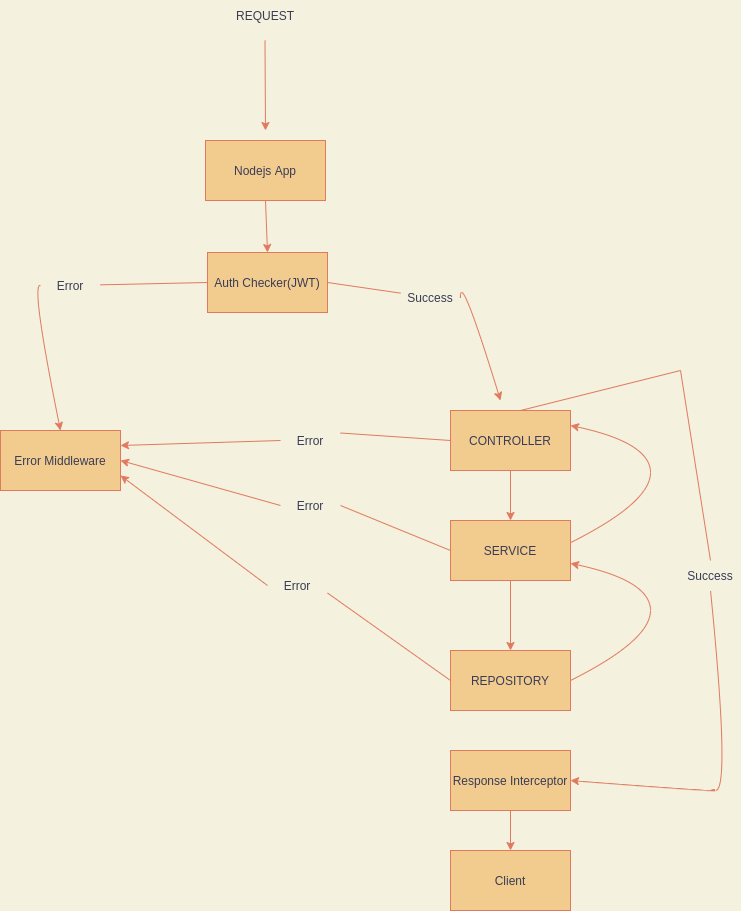 REQUEST
Nodejs App
Auth Checker(JWT)
Error
Success
CONTROLLER
Error
Error Middleware
Error
SERVICE
Success
Error
REPOSITORY
Response Interceptor
Client